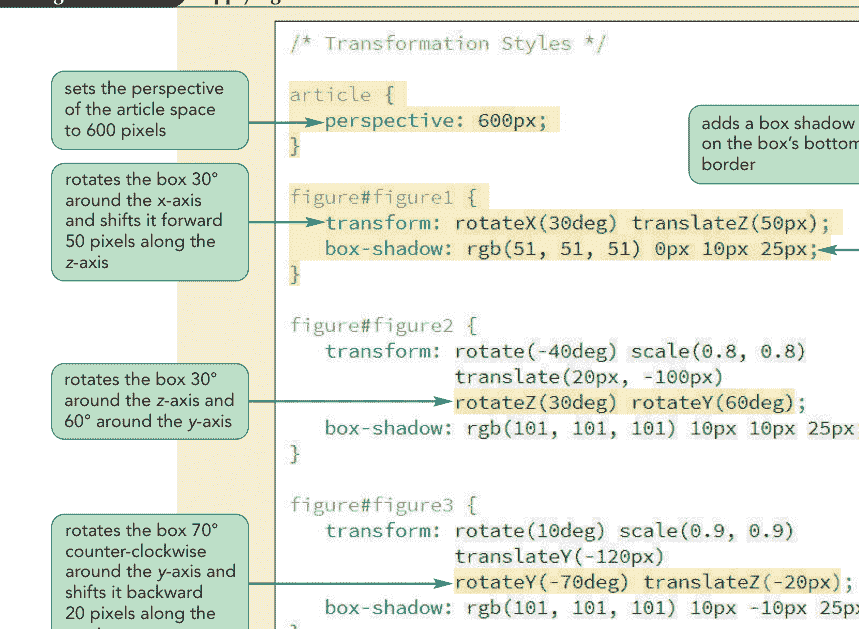 /* Transformation Styles */
sets the perspective
of the article space
to 600 pixels
article {
perspective: 600px;
}
adds a box shadow
on the box's bottom
border
rotates the box 30°
around the x-axis
and shifts it forward
50 pixels along the
z-axis
figure#figure1 {
transform: rotateX(30deg) translateZ(50px);
box-shadow: rgb(51, 51, 51) 0px 10px 25px;
}
figure#figure2 {
transform: rotate(-40deg) scale(0.8, 0.8)
translate(20px, -100px)
rotateZ(30deg) rotateY(60deg);
box-shadow: rgb(101, 101, 101) 10px 10px 25px
}
rotates the box 30°
around the z-axis and
60° around the y-axis
figure#figure3 {
transform: rotate(10deg) scale(0.9, 0.9)
translateY(-120px)
rotateY(-70deg) translateZ(-20px);
box-shadow: rgb(101, 101, 101) 10px -10px 25px
rotates the box 70°
counter-clockwise
around the y-axis and
shifts it backward
20 pixels along the